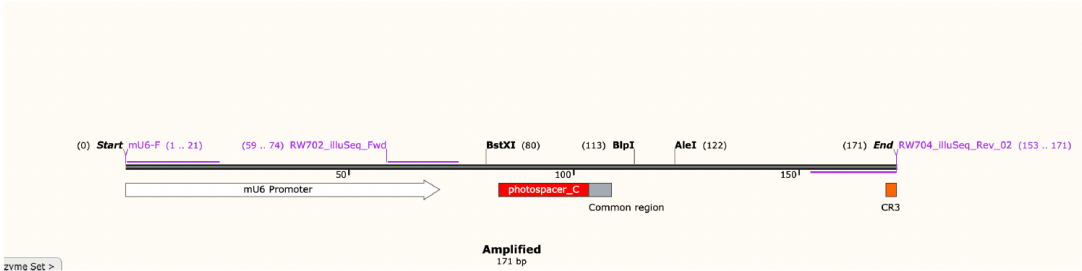 (0) Start mU6-F (1 .. 21) (59 .. 74) RW702_illuSeq_Fwd BstXI (80) (113) BlpI AleI (122) (171) End RW704_illuSeq_Rev_02 (153 .. 171)
50 100 150
mU6 Promoter photospacer_C
Common region CR3
Amplified
171 bp
zyme Set >